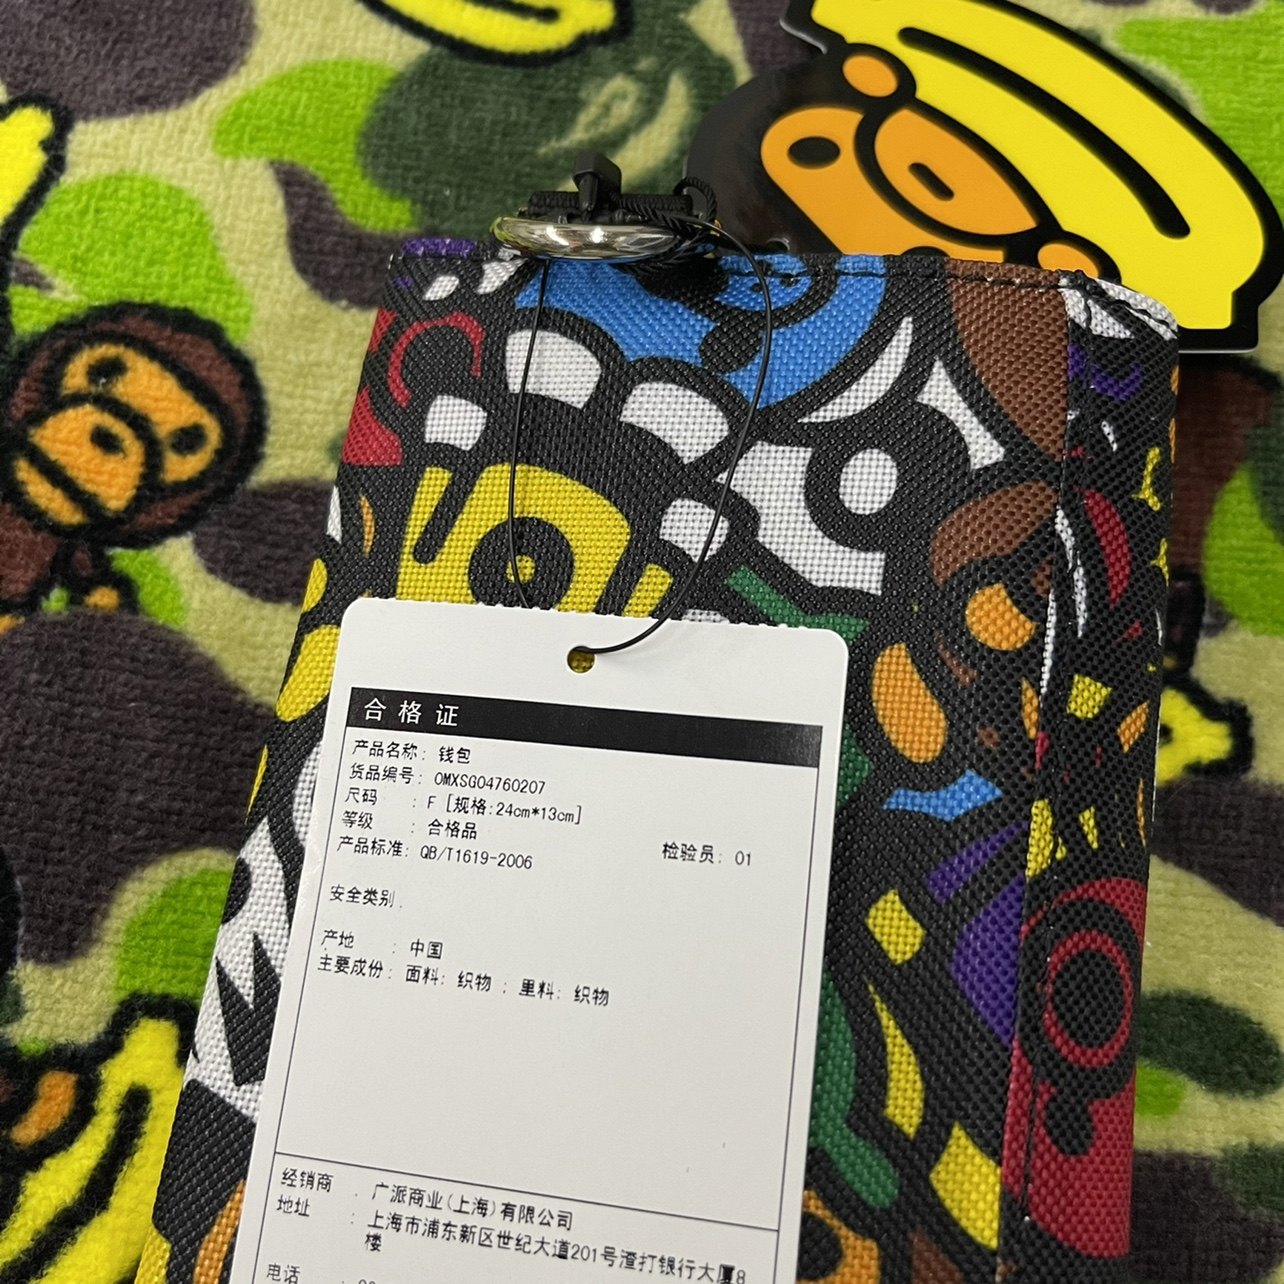 合格证
产品名称: 钱包
货品编号: OMXSG04760207
尺码 : F [规格:24cm*13cm]
等级 : 合格品
产品标准: QB/T1619-2006 检验员: 01
安全类别
产地 : 中国
主要成份: 面料: 织物 ; 里料: 织物
经销商 : 广派商业(上海)有限公司
地址 : 上海市浦东新区世纪大道201号渣打银行大厦8
楼
电话 :